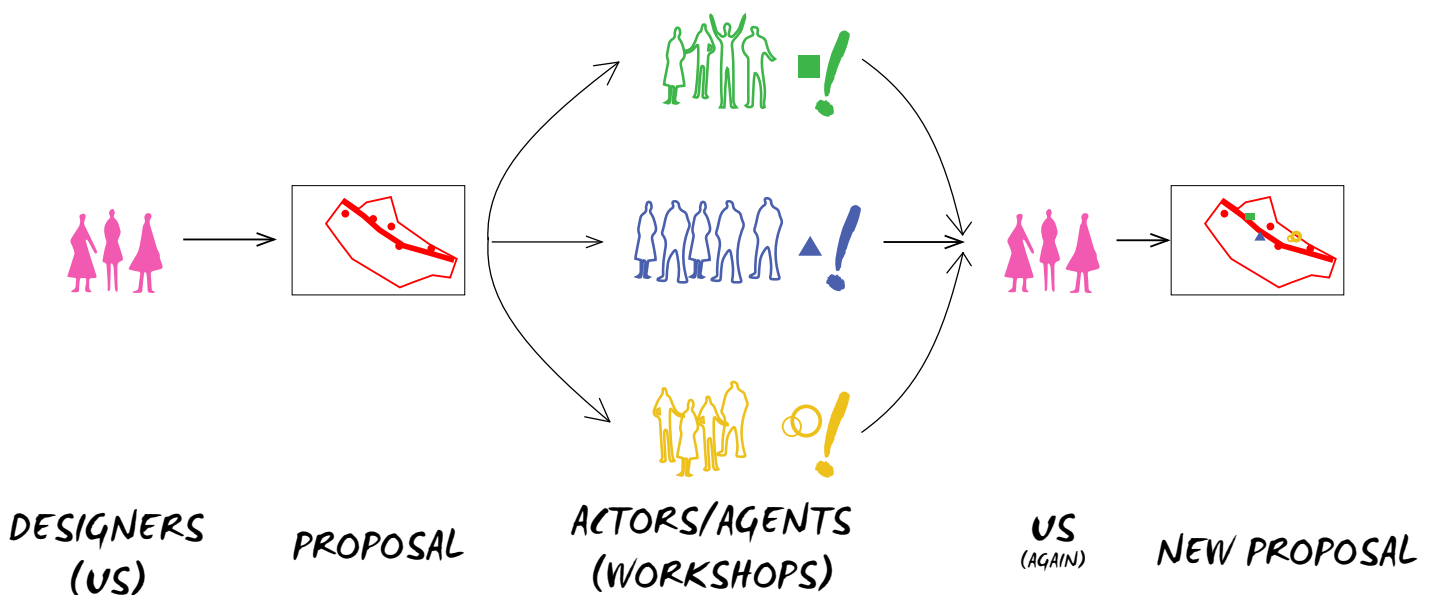 DESIGNERS
(US)
PROPOSAL
ACTORS/AGENTS
(WORKSHOPS)
US
(AGAIN)
NEW PROPOSAL